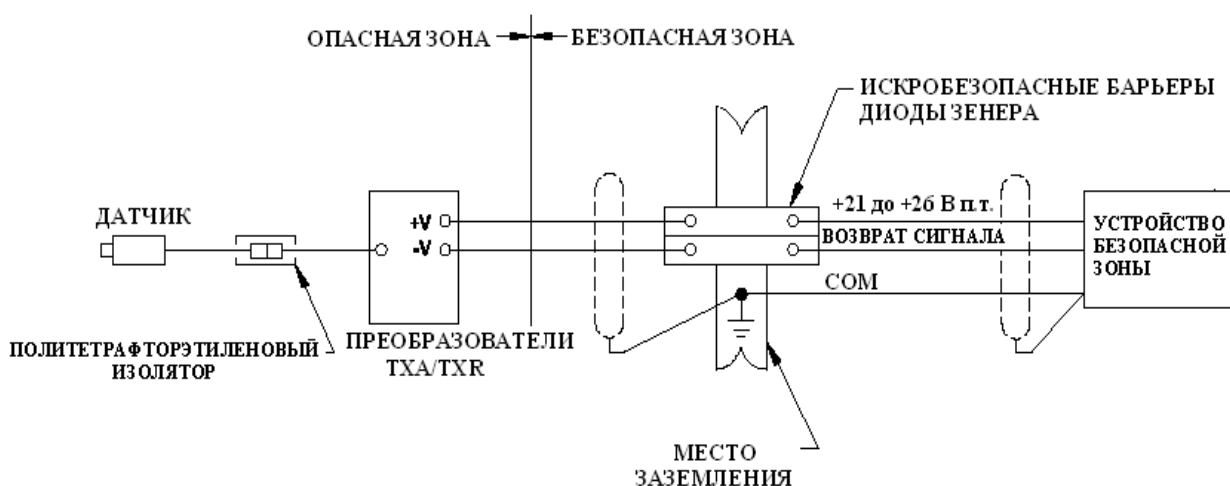 ОПАСНАЯ ЗОНА
БЕЗОПАСНАЯ ЗОНА
ИСКРОБЕЗОПАСНЫЕ БАРЬЕРЫ
ДИОДЫ ЗЕНЕРА
ДАТЧИК
+V
-V
+21 до +26 В п.т.
ВОЗВРАТ СИГНАЛА
COM
УСТРОЙСТВО
БЕЗОПАСНОЙ
ЗОНЫ
ПОЛИТЕТРАФТОРЭТИЛЕНОВЫЙ
ИЗОЛЯТОР
ПРЕОБРАЗОВАТЕЛИ
TXA/TXR
МЕСТО
ЗАЗЕМЛЕНИЯ